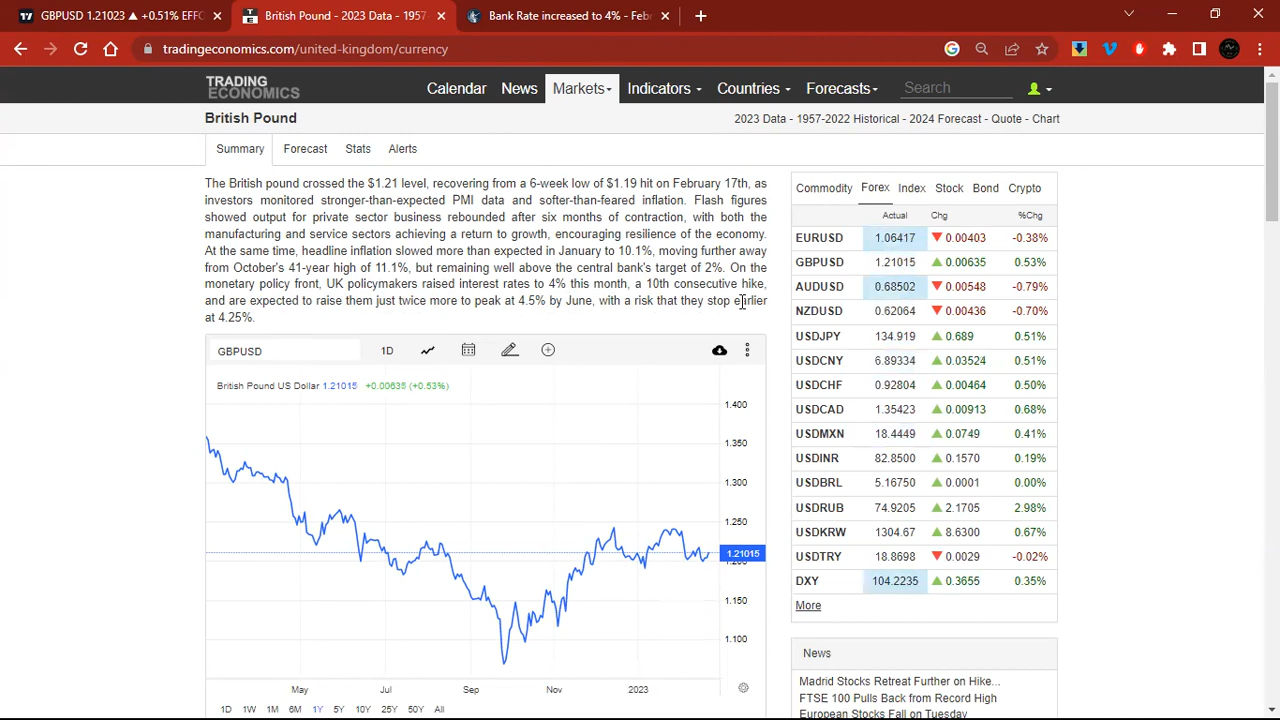 GBPUSD 1.21023 ▲ +0.51% EFFO
British Pound - 2023 Data - 1957-
Bank Rate increased to 4% - Feb
tradingeconomics.com/united-kingdom/currency
TRADING ECONOMICS
Calendar News Markets Indicators Countries Forecasts Search
British Pound
2023 Data - 1957-2022 Historical - 2024 Forecast - Quote - Chart
Summary Forecast Stats Alerts
The British pound crossed the $1.21 level, recovering from a 6-week low of $1.19 hit on February 17th, as
investors monitored stronger-than-expected PMI data and softer-than-feared inflation. Flash figures
showed output for private sector business rebounded after six months of contraction, with both the
manufacturing and service sectors achieving a return to growth, encouraging resilience of the economy.
At the same time, headline inflation slowed more than expected in January to 10.1%, moving further away
from October's 41-year high of 11.1%, but remaining well above the central bank's target of 2%. On the
monetary policy front, UK policymakers raised interest rates to 4% this month, a 10th consecutive hike,
and are expected to raise them just twice more to peak at 4.5% by June, with a risk that they stop earlier
at 4.25%.
GBPUSD 1D
British Pound US Dollar 1.21015 +0.00635 (+0.53%)
1.400
1.350
1.300
1.250
1.21015
1.200
1.150
1.100
May Jul Sep Nov 2023
1D 1W 1M 6M 1Y 5Y 10Y 25Y 50Y All
Commodity Forex Index Stock Bond Crypto
Actual Chg %Chg
EURUSD 1.06417 ▼ 0.00403 -0.38%
GBPUSD 1.21015 ▲ 0.00635 0.53%
AUDUSD 0.68502 ▼ 0.00548 -0.79%
NZDUSD 0.62064 ▼ 0.00436 -0.70%
USDJPY 134.919 ▲ 0.689 0.51%
USDCNY 6.89334 ▲ 0.03524 0.51%
USDCHF 0.92804 ▲ 0.00464 0.50%
USDCAD 1.35423 ▲ 0.00913 0.68%
USDMXN 18.4449 ▲ 0.0749 0.41%
USDINR 82.8500 ▲ 0.1570 0.19%
USDBRL 5.16750 ▲ 0.0001 0.00%
USDRUB 74.9205 ▲ 2.1705 2.98%
USDKRW 1304.67 ▲ 8.6300 0.67%
USDTRY 18.8698 ▼ 0.0029 -0.02%
DXY 104.2235 ▲ 0.3655 0.35%
More
News
Madrid Stocks Retreat Further on Hike...
FTSE 100 Pulls Back from Record High
European Stocks Fall on Tuesday